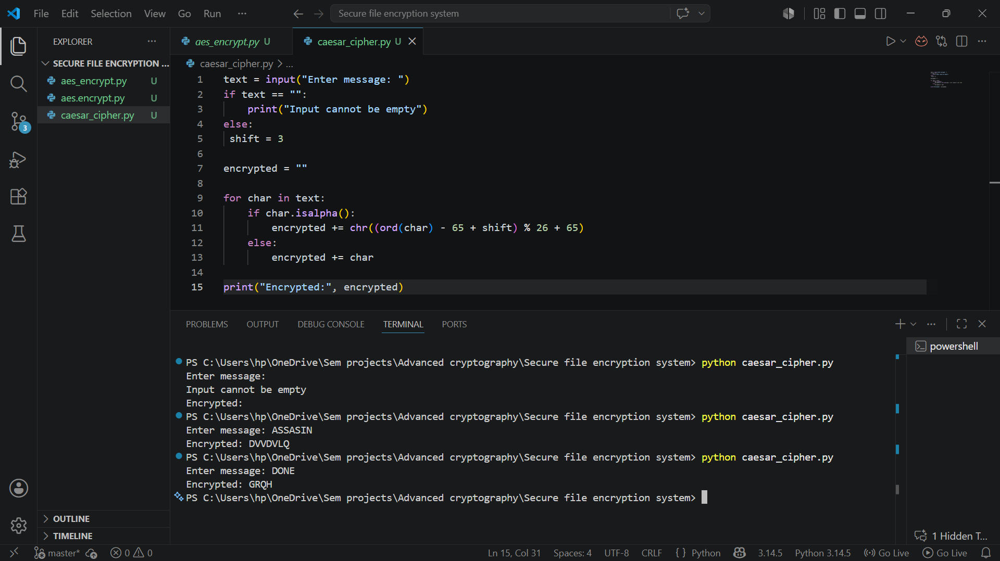 File Edit Selection View Go Run ··· Secure file encryption system
EXPLORER ···
SECURE FILE ENCRYPTION ...
aes_encrypt.py U
aes.encrypt.py U
caesar_cipher.py U
OUTLINE
TIMELINE
3
aes_encrypt.py U caesar_cipher.py U
caesar_cipher.py > ...
1 text = input("Enter message: ")
2 if text == "":
3     print("Input cannot be empty")
4 else:
5  shift = 3
6
7 encrypted = ""
8
9 for char in text:
10     if char.isalpha():
11         encrypted += chr((ord(char) - 65 + shift) % 26 + 65)
12     else:
13         encrypted += char
14
15 print("Encrypted:", encrypted)
PROBLEMS OUTPUT DEBUG CONSOLE TERMINAL PORTS
powershell
PS C:\Users\hp\OneDrive\Sem projects\Advanced cryptography\Secure file encryption system> python caesar_cipher.py
Enter message:
Input cannot be empty
Encrypted:
PS C:\Users\hp\OneDrive\Sem projects\Advanced cryptography\Secure file encryption system> python caesar_cipher.py
Enter message: ASSASIN
Encrypted: DVVDVLQ
PS C:\Users\hp\OneDrive\Sem projects\Advanced cryptography\Secure file encryption system> python caesar_cipher.py
Enter message: DONE
Encrypted: GRQH
PS C:\Users\hp\OneDrive\Sem projects\Advanced cryptography\Secure file encryption system>
1 Hidden T...
master* 0 0 Ln 15, Col 31 Spaces: 4 UTF-8 CRLF {} Python 3.14.5 Python 3.14.5 Go Live Go Live